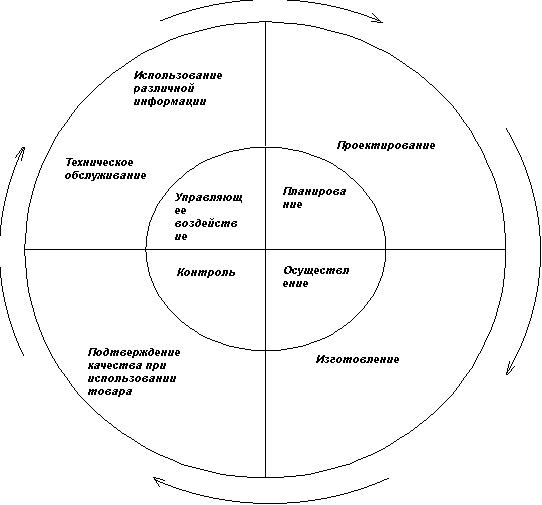 Использование
различной
информации
Проектирование
Техническое
обслуживание
Управляющ
ее
воздейств
ие
Планирова
ние
Контроль
Осуществл
ение
Подтверждение
качества при
использовании
товара
Изготовление